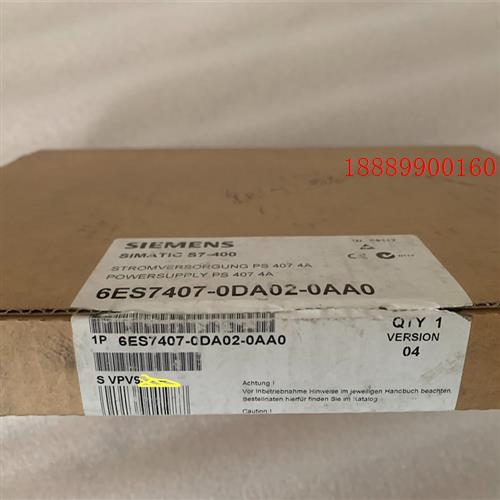 18889900160
SIEMENS
SIMATIC S7-400
STROMVERSORGUNG PS 407 4A
POWERSUPPLY PS 407 4A
6ES7407-0DA02-0AA0
1P 6ES7407-0DA02-0AA0
QTY 1
VERSION
04
S VPVS
Achtung !
Vor Inbetriebnahme Hinweise im jeweiligen Handbuch beachten.
Bestelldaten hierfür finden Sie im Katalog.
Caution !